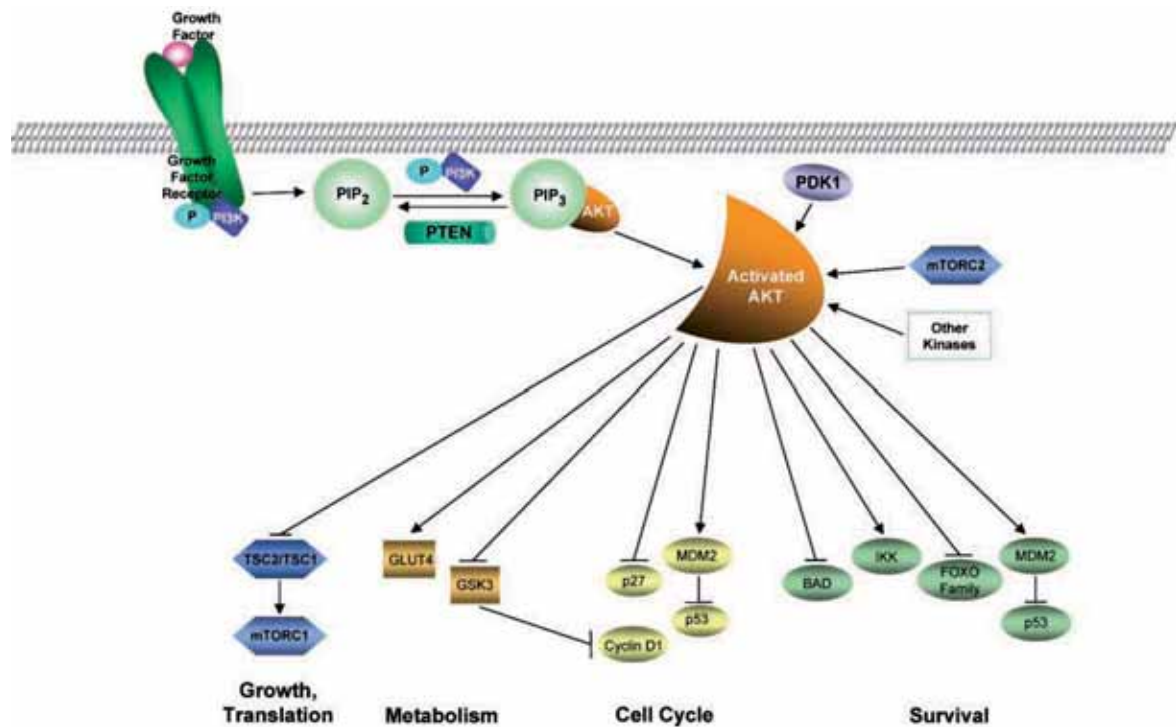 Growth
Factor
Growth
Factor
Receptor
P
PI3K
PIP2
P
PI3K
PTEN
PIP3
AKT
PDK1
Activated
AKT
mTORC2
Other
Kinases
TSC2/TSC1
mTORC1
GLUT4
GSK3
p27
MDM2
p53
Cyclin D1
BAD
IKK
FOXO
Family
MDM2
p53
Growth,
Translation
Metabolism
Cell Cycle
Survival